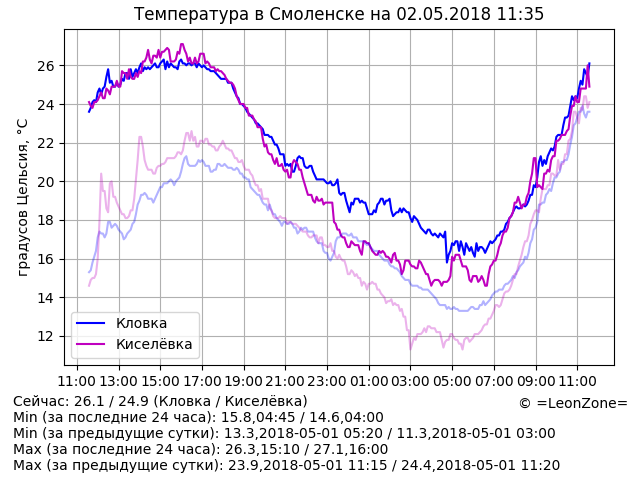 Температура в Смоленске на 02.05.2018 11:35
градусов Цельсия, °C
26
24
22
20
18
16
14
12
Кловка
Киселёвка
11:00 13:00 15:00 17:00 19:00 21:00 23:00 01:00 03:00 05:00 07:00 09:00 11:00
Сейчас: 26.1 / 24.9 (Кловка / Киселёвка)
© =LeonZone=
Min (за последние 24 часа): 15.8,04:45 / 14.6,04:00
Min (за предыдущие сутки): 13.3,2018-05-01 05:20 / 11.3,2018-05-01 03:00
Max (за последние 24 часа): 26.3,15:10 / 27.1,16:00
Max (за предыдущие сутки): 23.9,2018-05-01 11:15 / 24.4,2018-05-01 11:20